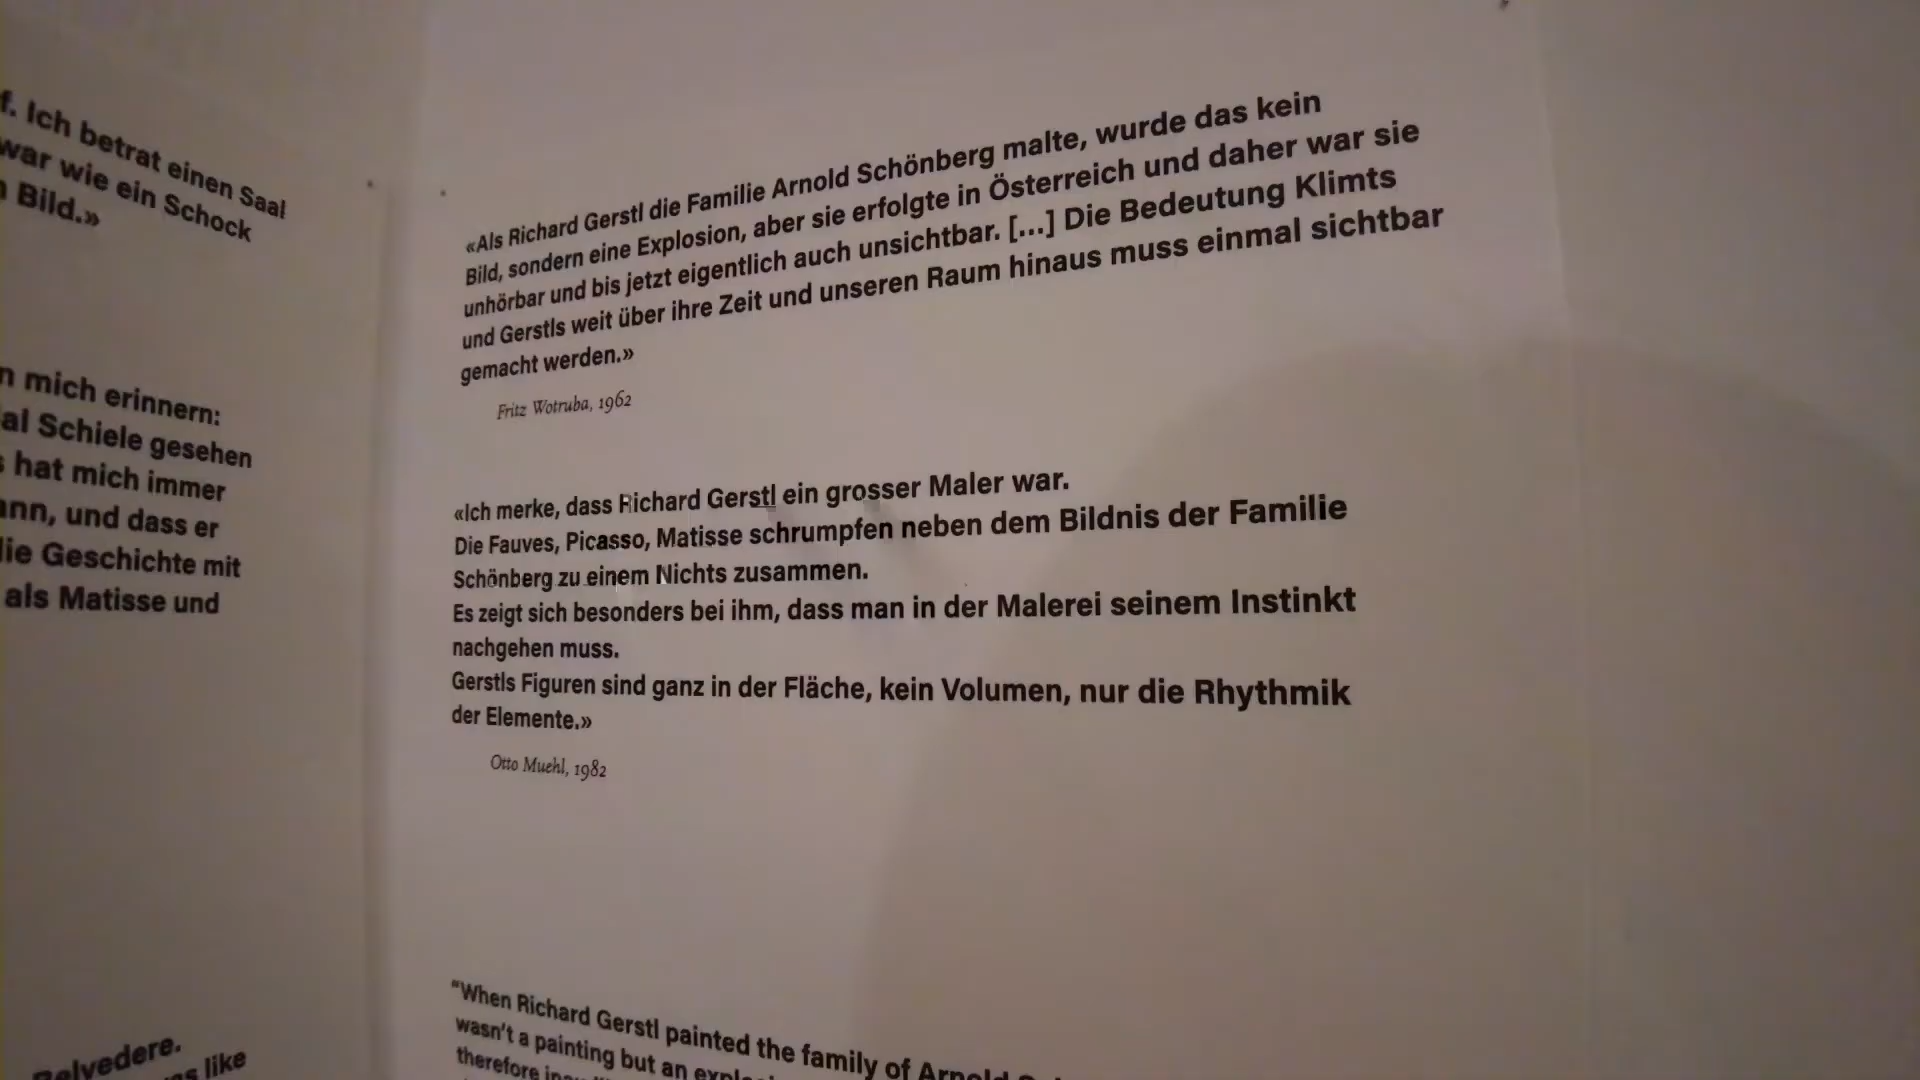 f. Ich betrat einen Saal
war wie ein Schock
Bild.»
mich erinnern:
al Schiele gesehen
hat mich immer
ann, und dass er
die Geschichte mit
als Matisse und
Belvedere.
like
«Als Richard Gerstl die Familie Arnold Schönberg malte, wurde das kein
Bild, sondern eine Explosion, aber sie erfolgte in Österreich und daher war sie
unhörbar und bis jetzt eigentlich auch unsichtbar. [...] Die Bedeutung Klimts
und Gerstls weit über ihre Zeit und unseren Raum hinaus muss einmal sichtbar
gemacht werden.»
Fritz Wotruba, 1962
«Ich merke, dass Richard Gerstl ein grosser Maler war.
Die Fauves, Picasso, Matisse schrumpfen neben dem Bildnis der Familie
Schönberg zu einem Nichts zusammen.
Es zeigt sich besonders bei ihm, dass man in der Malerei seinem Instinkt
nachgehen muss.
Gerstls Figuren sind ganz in der Fläche, kein Volumen, nur die Rhythmik
der Elemente.»
Otto Muehl, 1982
“When Richard Gerstl painted the family of Arnold
wasn’t a painting but an
therefore